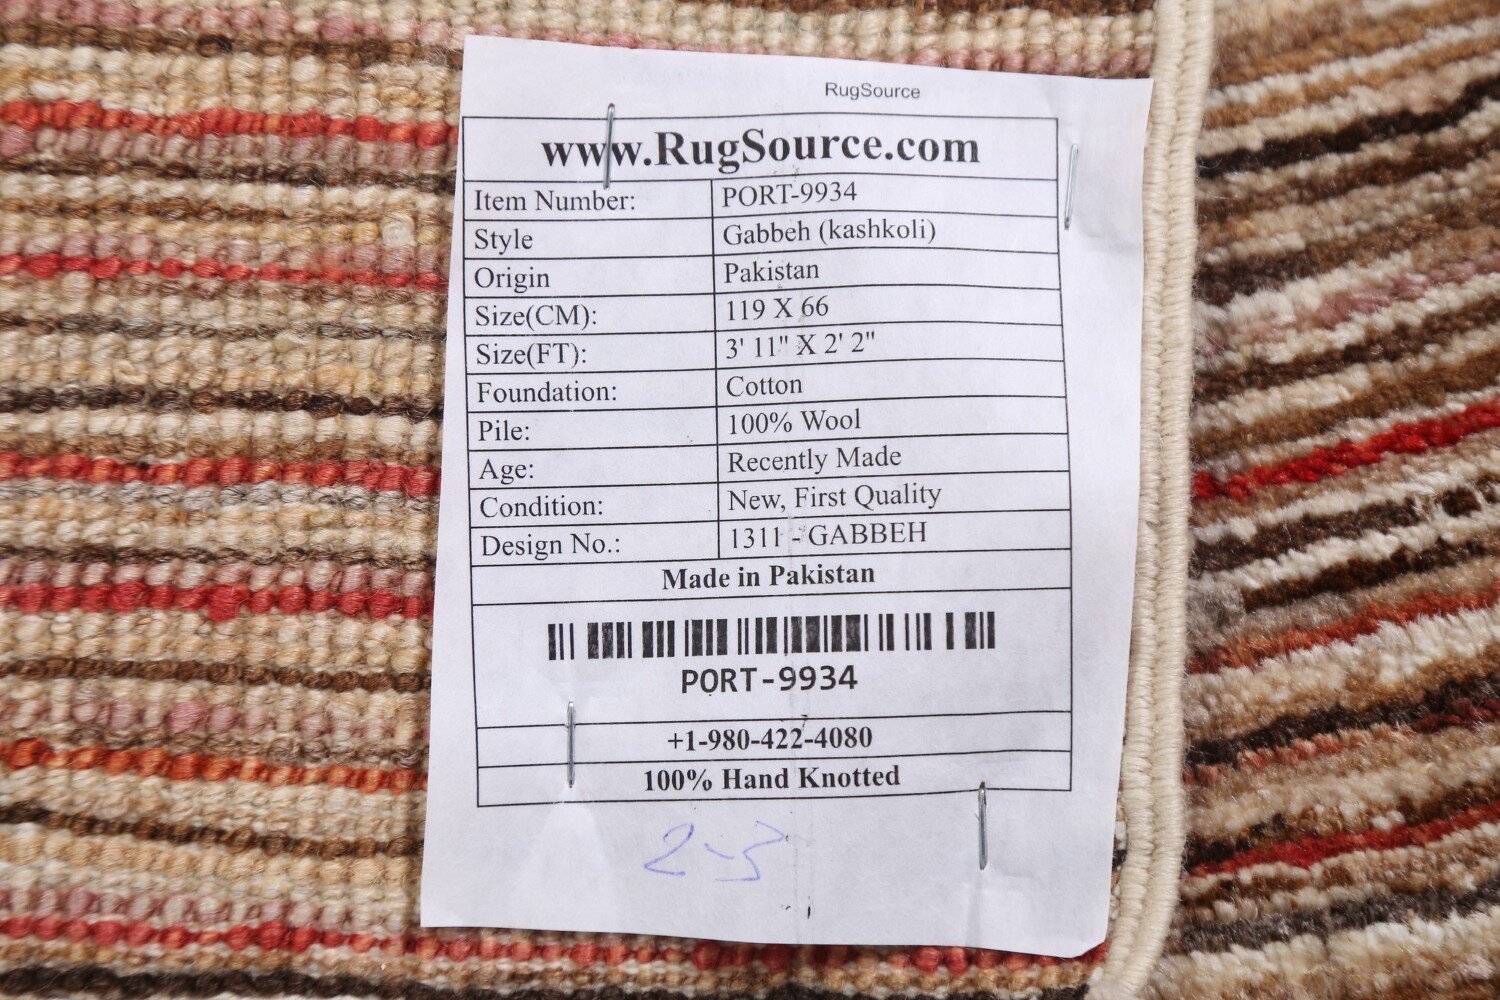 RugSource
www.RugSource.com
Item Number: PORT-9934
Style Gabbeh (kashkoli)
Origin Pakistan
Size(CM): 119 X 66
Size(FT): 3' 11" X 2' 2"
Foundation: Cotton
Pile: 100% Wool
Age: Recently Made
Condition: New, First Quality
Design No.: 1311 - GABBEH
Made in Pakistan
PORT-9934
+1-980-422-4080
100% Hand Knotted
2-3